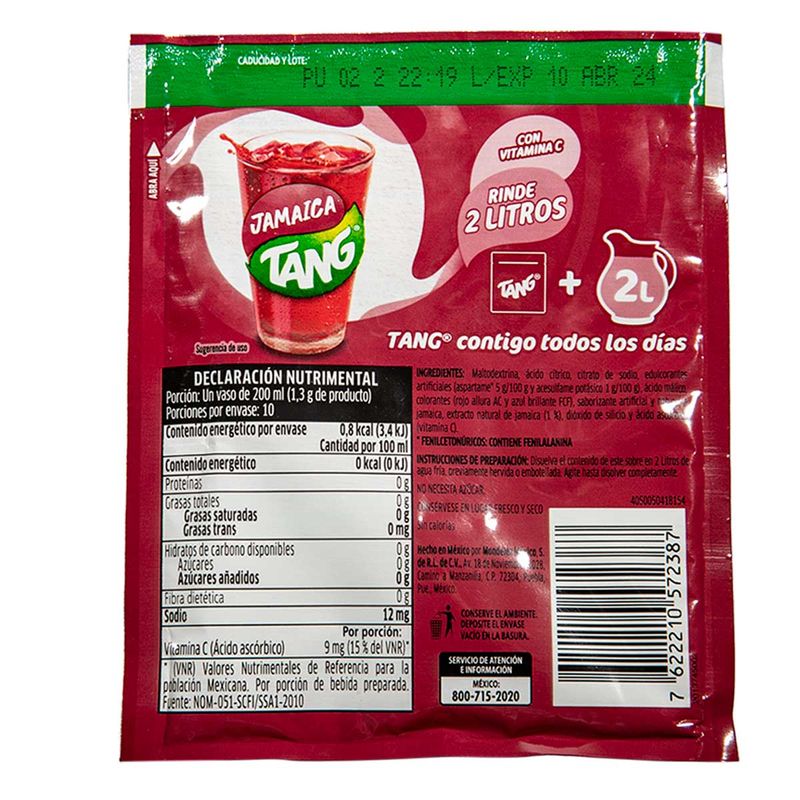 CADUCIDAD Y LOTE:
PU 02 2 22:19 L/EXP 10 ABR 24
ABRA AQUÍ
CON
VITAMINA C
JAMAICA
TANG
RINDE
2 LITROS
TANG® + 2L
Sugerencia de uso
TANG® contigo todos los días
DECLARACIÓN NUTRIMENTAL
Porción: Un vaso de 200 ml (1,3 g de producto)
Porciones por envase: 10
Contenido energético por envase 0,8 kcal (3,4 kJ)
Cantidad por 100 ml
Contenido energético 0 kcal (0 kJ)
Proteínas 0 g
Grasas totales 0 g
Grasas saturadas 0 g
Grasas trans 0 mg
Hidratos de carbono disponibles 0 g
Azúcares 0 g
Azúcares añadidos 0 g
Fibra dietética 0 g
Sodio 12 mg
Por porción:
Vitamina C (Ácido ascórbico) 9 mg (15 % del VNR)*
* (VNR) Valores Nutrimentales de Referencia para la
población Mexicana. Por porción de bebida preparada.
Fuente: NOM-051-SCFI/SSA1-2010
INGREDIENTES: Maltodextrina, ácido cítrico, citrato de sodio, edulcorantes
artificiales (aspartame* 5 g/100 g y acesulfame potásico 1 g/100 g), ácido málico,
colorantes (rojo allura AC y azul brillante FCF), saborizante artificial y
jamaica, extracto natural de jamaica (1 %), dióxido de silicio y ácido
(vitamina C).
* FENILCETONÚRICOS: CONTIENE FENILALANINA
INSTRUCCIONES DE PREPARACIÓN: Disuelva el contenido de este sobre en 2 Litros de
agua fría, previamente hervida o embotellada. Agite hasta disolver completamente.
NO NECESITA AZÚCAR.
4050050418154
CONSÉRVESE EN LUGAR FRESCO Y SECO
Sin calorías
Hecho en México por Mondelez México, S.
de R.L. de C.V., Av. 18 de Noviembre 2028,
Camino a Manzanilla, C.P. 72304, Puebla,
Pue., México.
CONSERVE EL AMBIENTE.
DEPOSITE EL ENVASE
VACÍO EN LA BASURA.
SERVICIO DE ATENCIÓN
E INFORMACIÓN
MÉXICO:
800-715-2020
7 622210 572387